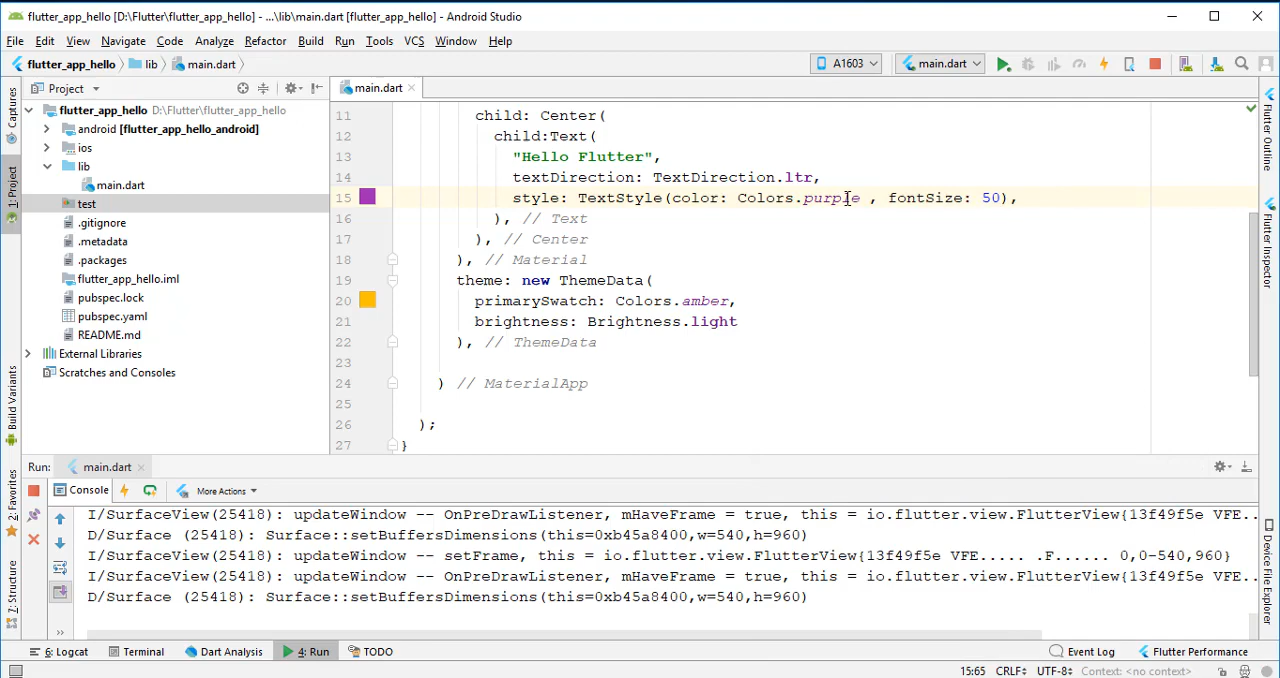 flutter_app_hello [D:\Flutter\flutter_app_hello] - ...\lib\main.dart [flutter_app_hello] - Android Studio
File Edit View Navigate Code Analyze Refactor Build Run Tools VCS Window Help
flutter_app_hello lib main.dart A1603 main.dart
Project main.dart
Captures
1: Project
Build Variants
2: Favorites
7: Structure
flutter_app_hello D:\Flutter\flutter_app_hello
android [flutter_app_hello_android]
ios
lib
main.dart
test
.gitignore
.metadata
.packages
flutter_app_hello.iml
pubspec.lock
pubspec.yaml
README.md
External Libraries
Scratches and Consoles
11 child: Center(
12 child:Text(
13 "Hello Flutter",
14 textDirection: TextDirection.ltr,
15 style: TextStyle(color: Colors.purple , fontSize: 50),
16 ), // Text
17 ), // Center
18 ), // Material
19 theme: new ThemeData(
20 primarySwatch: Colors.amber,
21 brightness: Brightness.light
22 ), // ThemeData
23
24 ) // MaterialApp
25
26 );
27 }
Flutter Outline
Flutter Inspector
Device File Explorer
Run: main.dart
Console More Actions
I/SurfaceView(25418): updateWindow -- OnPreDrawListener, mHaveFrame = true, this = io.flutter.view.FlutterView{13f49f5e VFE..
D/Surface (25418): Surface::setBuffersDimensions(this=0xb45a8400,w=540,h=960)
I/SurfaceView(25418): updateWindow -- setFrame, this = io.flutter.view.FlutterView{13f49f5e VFE..... .F...... 0,0-540,960}
I/SurfaceView(25418): updateWindow -- OnPreDrawListener, mHaveFrame = true, this = io.flutter.view.FlutterView{13f49f5e VFE..
D/Surface (25418): Surface::setBuffersDimensions(this=0xb45a8400,w=540,h=960)
6: Logcat Terminal Dart Analysis 4: Run TODO Event Log Flutter Performance
15:65 CRLF UTF-8 Context: <no context>